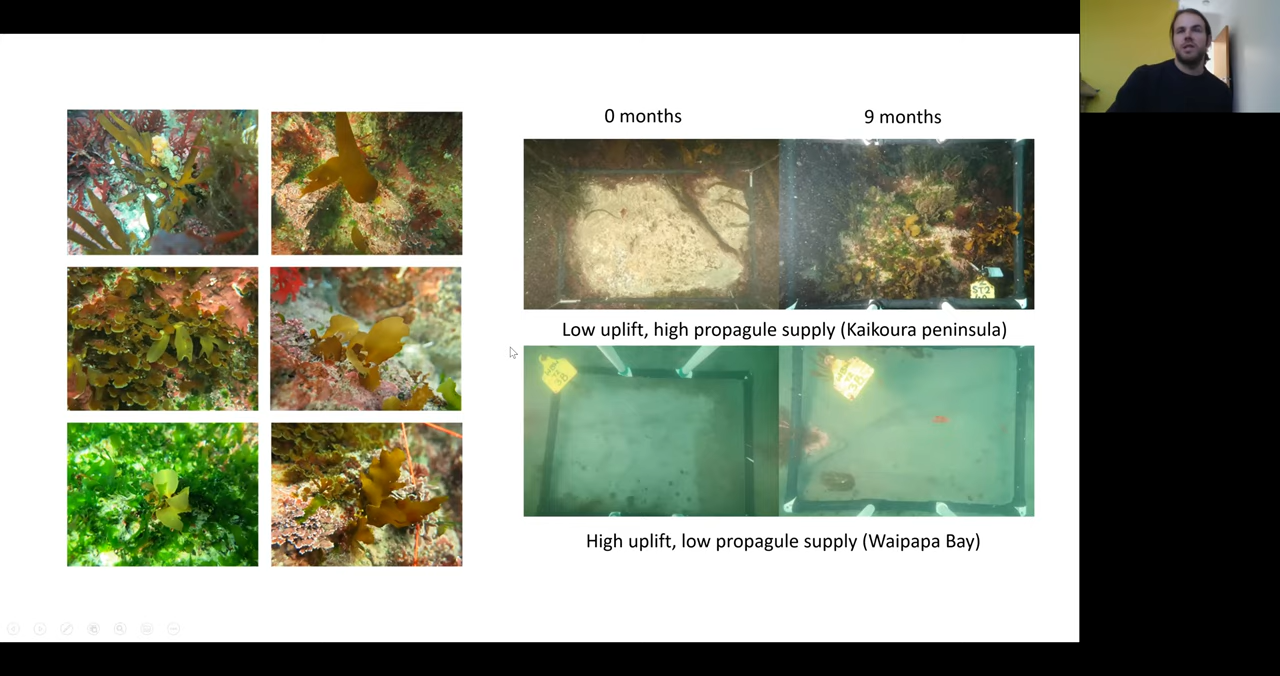 0 months
9 months
Low uplift, high propagule supply (Kaikoura peninsula)
High uplift, low propagule supply (Waipapa Bay)